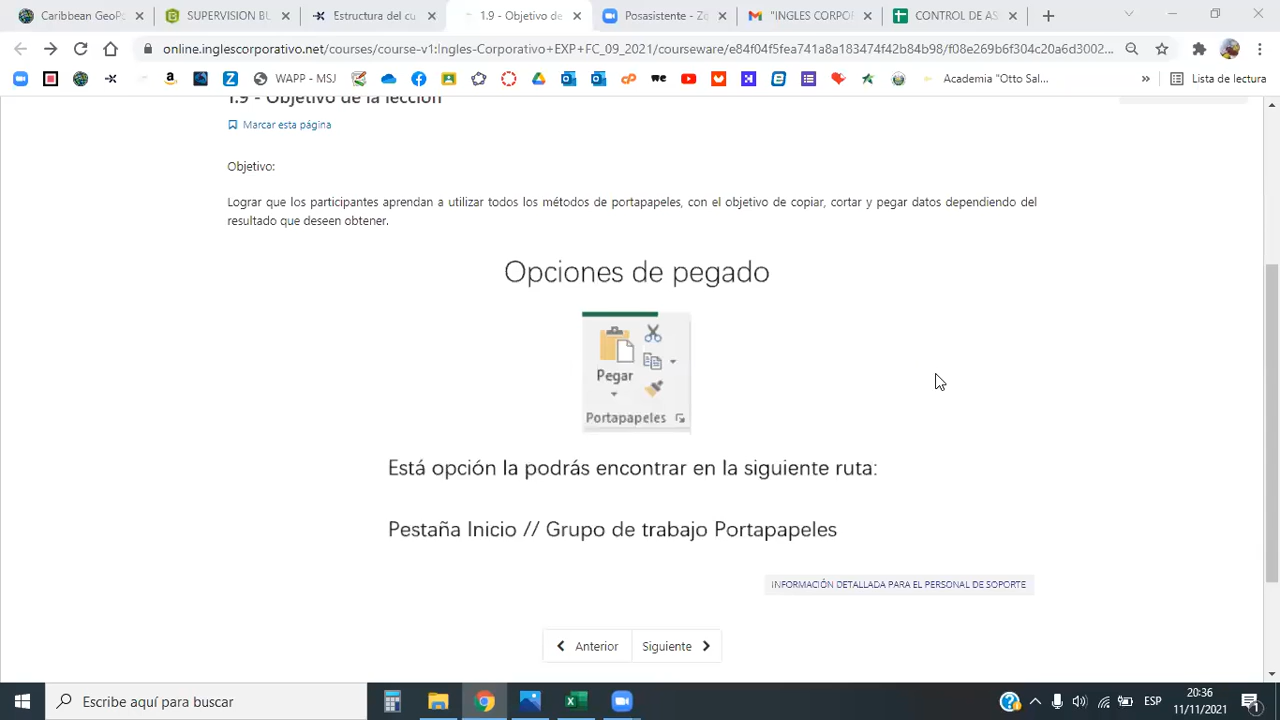 Caribbean GeoP
SUPERVISION BU
Estructura del cu
1.9 - Objetivo de
Posasistente - Ze
"INGLES CORPOR
CONTROL DE AS
online.inglescorporativo.net/courses/course-v1:Ingles-Corporativo+EXP+FC_09_2021/courseware/e84f04f5fea741a8a183474f42b84b98/f08e269b6f304c20a6d3002...
WAPP - MSJ
Academia "Otto Sal...
Lista de lectura
1.9 - Objetivo de la lección
Marcar esta página
Objetivo:
Lograr que los participantes aprendan a utilizar todos los métodos de portapapeles, con el objetivo de copiar, cortar y pegar datos dependiendo del
resultado que deseen obtener.
Opciones de pegado
Pegar
Portapapeles
Está opción la podrás encontrar en la siguiente ruta:
Pestaña Inicio // Grupo de trabajo Portapapeles
INFORMACIÓN DETALLADA PARA EL PERSONAL DE SOPORTE
Anterior
Siguiente
Escribe aquí para buscar
ESP
20:36
11/11/2021